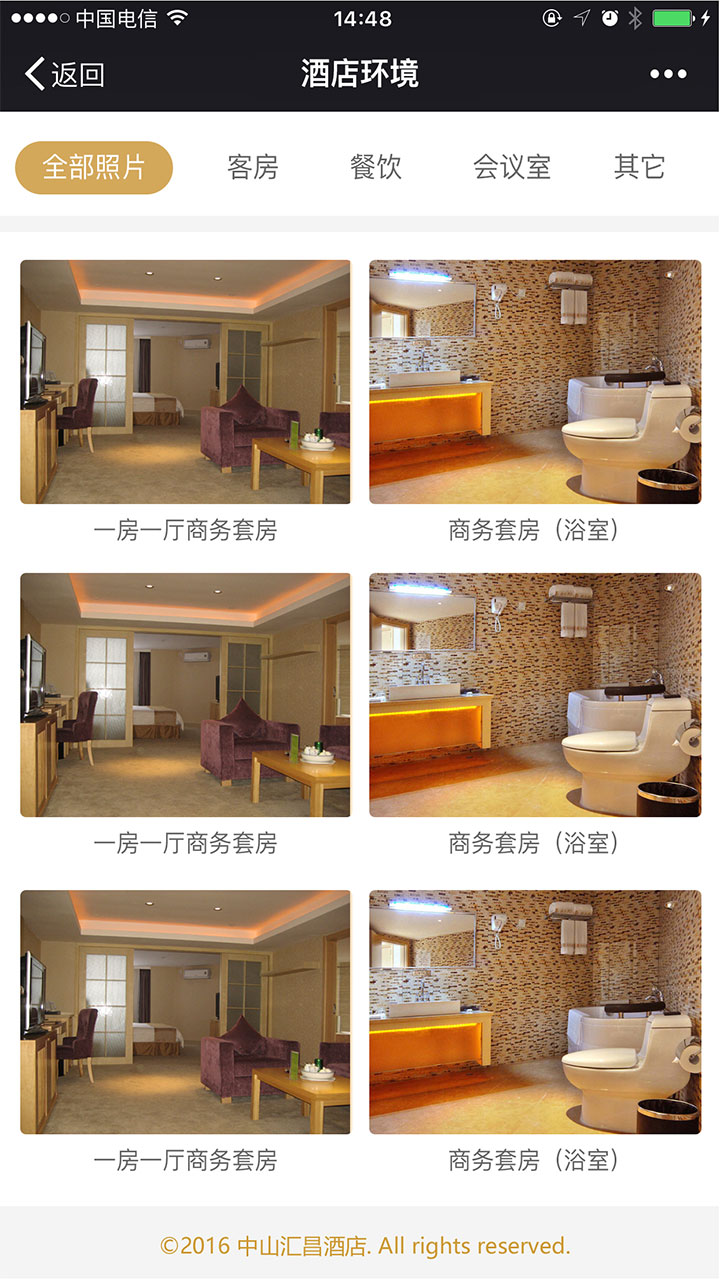 中国电信 14:48
返回 酒店环境
全部照片 客房 餐饮 会议室 其它
一房一厅商务套房 商务套房（浴室）
一房一厅商务套房 商务套房（浴室）
一房一厅商务套房 商务套房（浴室）
©2016 中山汇昌酒店. All rights reserved.